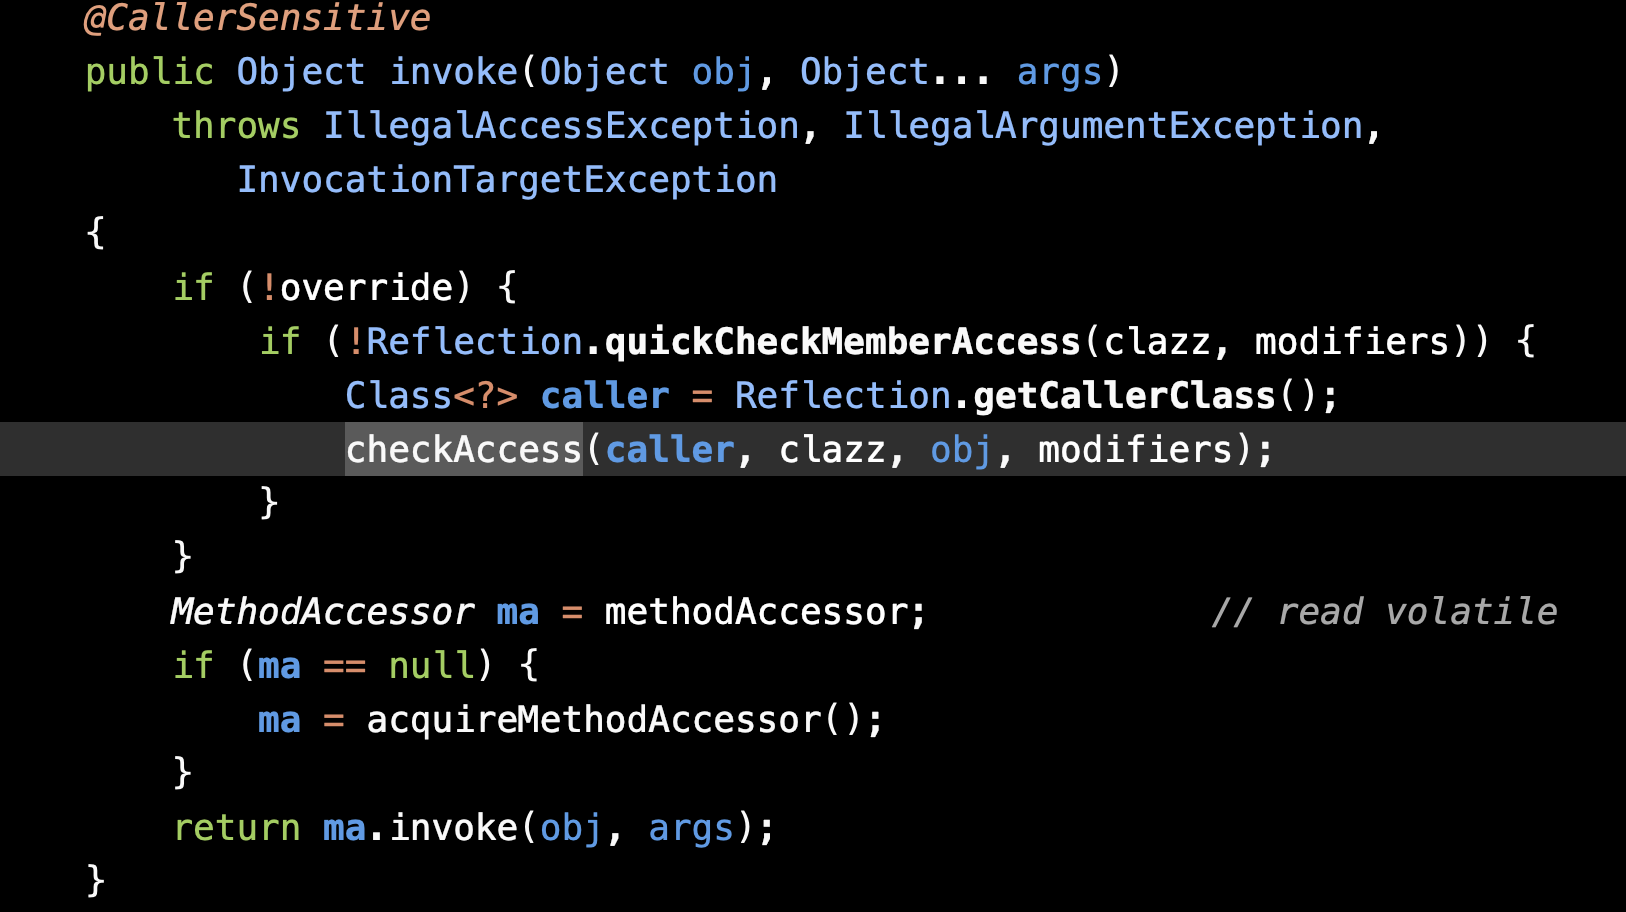 @CallerSensitive
public Object invoke(Object obj, Object... args)
    throws IllegalAccessException, IllegalArgumentException,
       InvocationTargetException
{
    if (!override) {
        if (!Reflection.quickCheckMemberAccess(clazz, modifiers)) {
            Class<?> caller = Reflection.getCallerClass();
            checkAccess(caller, clazz, obj, modifiers);
        }
    }
    MethodAccessor ma = methodAccessor;             // read volatile
    if (ma == null) {
        ma = acquireMethodAccessor();
    }
    return ma.invoke(obj, args);
}